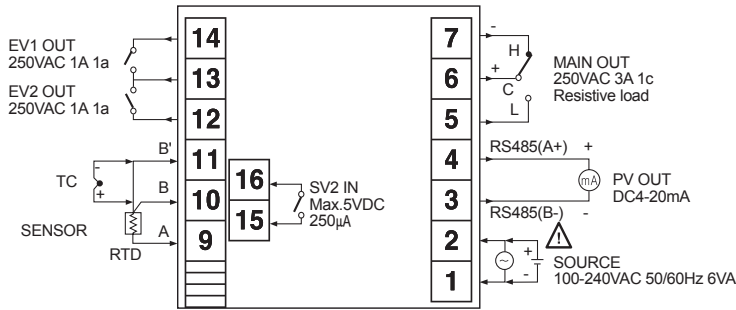 14
13
12
11
10
9
16
15
7
6
5
4
3
2
1
EV1 OUT
250VAC 1A 1a
EV2 OUT
250VAC 1A 1a
B'
-
TC
+
B
SENSOR
A
RTD
SV2 IN
Max.5VDC
250µA
-
H
+
C
L
MAIN OUT
250VAC 3A 1c
Resistive load
RS485(A+) +
mA
PV OUT
DC4-20mA
RS485(B-) -
!
~
+
-
SOURCE
100-240VAC 50/60Hz 6VA